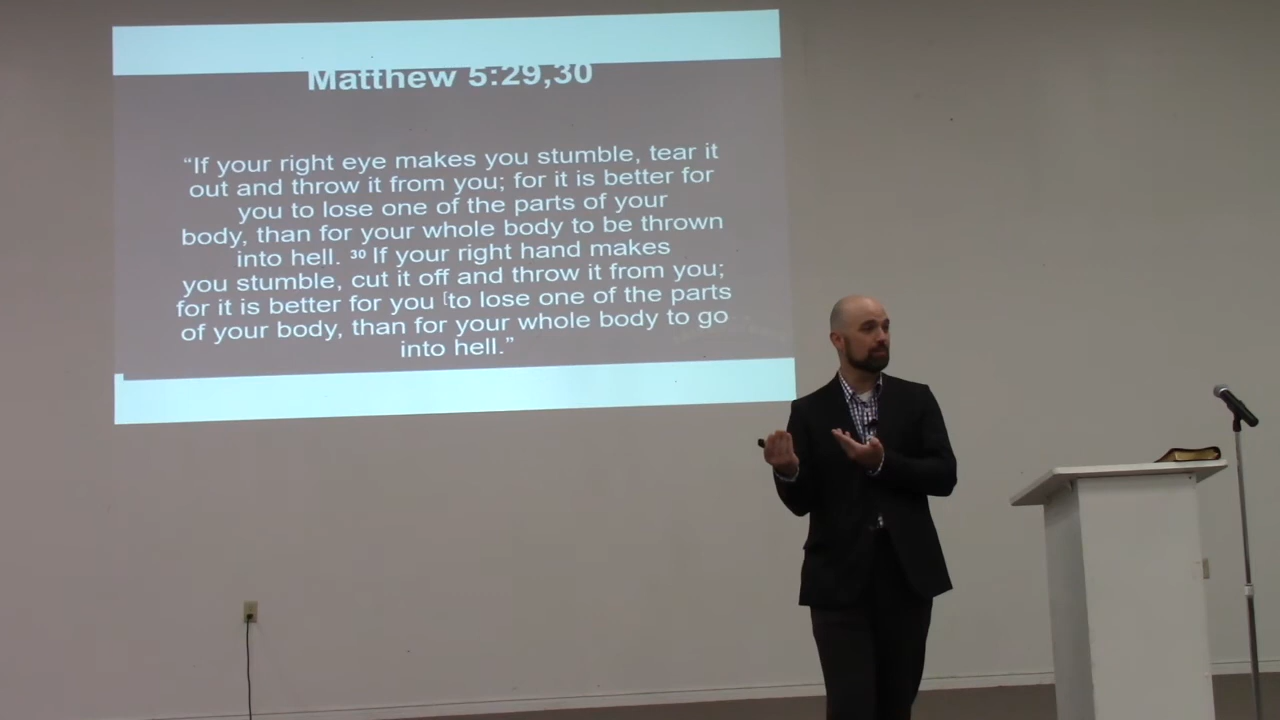 Matthew 5:29,30
“If your right eye makes you stumble, tear it
out and throw it from you; for it is better for
you to lose one of the parts of your
body, than for your whole body to be thrown
into hell. 30 If your right hand makes
you stumble, cut it off and throw it from you;
for it is better for you [to lose one of the parts
of your body, than for your whole body to go
into hell.”